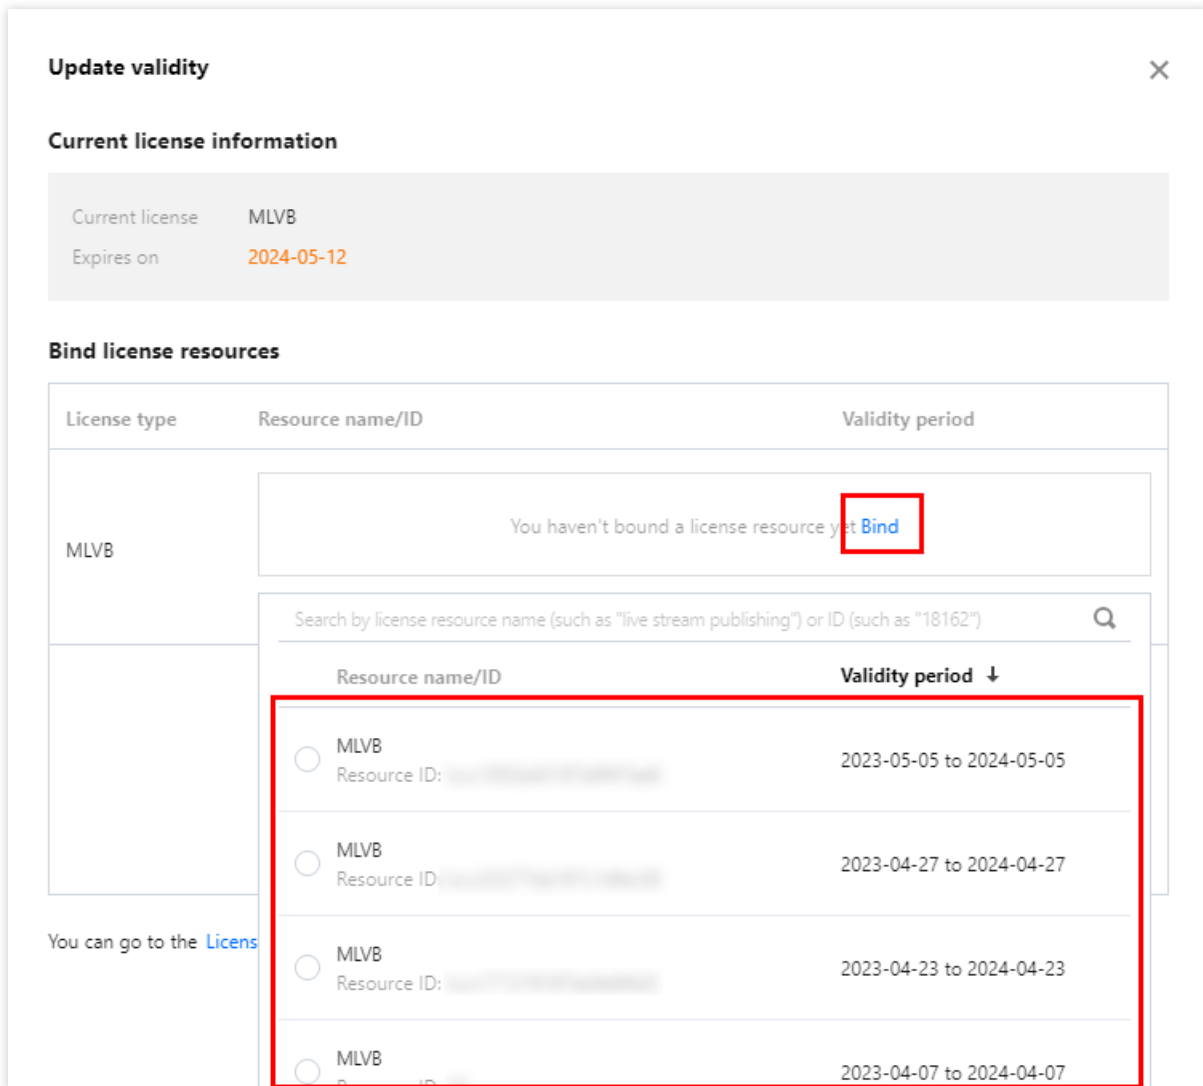 Update validity
Current license information
Current license MLVB
Expires on 2024-05-12
Bind license resources
License type Resource name/ID Validity period
You haven't bound a license resource yet Bind
MLVB
Search by license resource name (such as "live stream publishing") or ID (such as "18162")
Resource name/ID Validity period ↓
MLVB
Resource ID:
2023-05-05 to 2024-05-05
MLVB
Resource ID:
2023-04-27 to 2024-04-27
You can go to the Licens
MLVB
Resource ID:
2023-04-23 to 2024-04-23
MLVB
2023-04-07 to 2024-04-07